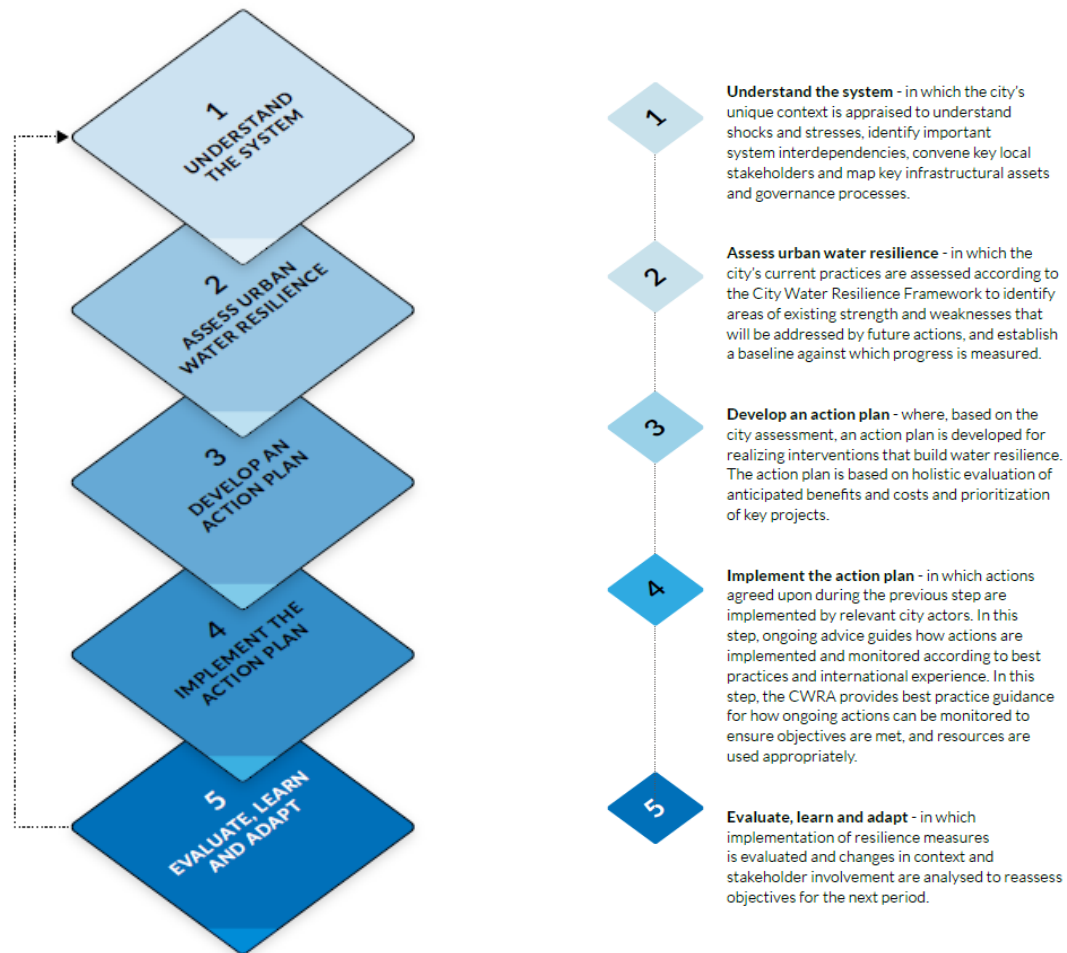 1
UNDERSTAND
THE SYSTEM
2
ASSESS URBAN
WATER RESILIENCE
3
DEVELOP AN
ACTION PLAN
4
IMPLEMENT THE
ACTION PLAN
5
EVALUATE, LEARN
AND ADAPT
1
Understand the system - in which the city's
unique context is appraised to understand
shocks and stresses, identify important
system interdependencies, convene key local
stakeholders and map key infrastructural assets
and governance processes.
2
Assess urban water resilience - in which the
city's current practices are assessed according to
the City Water Resilience Framework to identify
areas of existing strength and weaknesses that
will be addressed by future actions, and establish
a baseline against which progress is measured.
3
Develop an action plan - where, based on the
city assessment, an action plan is developed for
realizing interventions that build water resilience.
The action plan is based on holistic evaluation of
anticipated benefits and costs and prioritization
of key projects.
4
Implement the action plan - in which actions
agreed upon during the previous step are
implemented by relevant city actors. In this
step, ongoing advice guides how actions are
implemented and monitored according to best
practices and international experience. In this
step, the CWRA provides best practice guidance
for how ongoing actions can be monitored to
ensure objectives are met, and resources are
used appropriately.
5
Evaluate, learn and adapt - in which
implementation of resilience measures
is evaluated and changes in context and
stakeholder involvement are analysed to reassess
objectives for the next period.